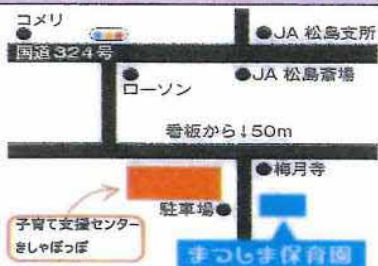 コメリ
JA 松島支所
国道324号
ローソン
JA 松島斎場
看板から↓50m
梅月寺
駐車場
子育て支援センター
きしゃぽっぽ
まつしま保育園